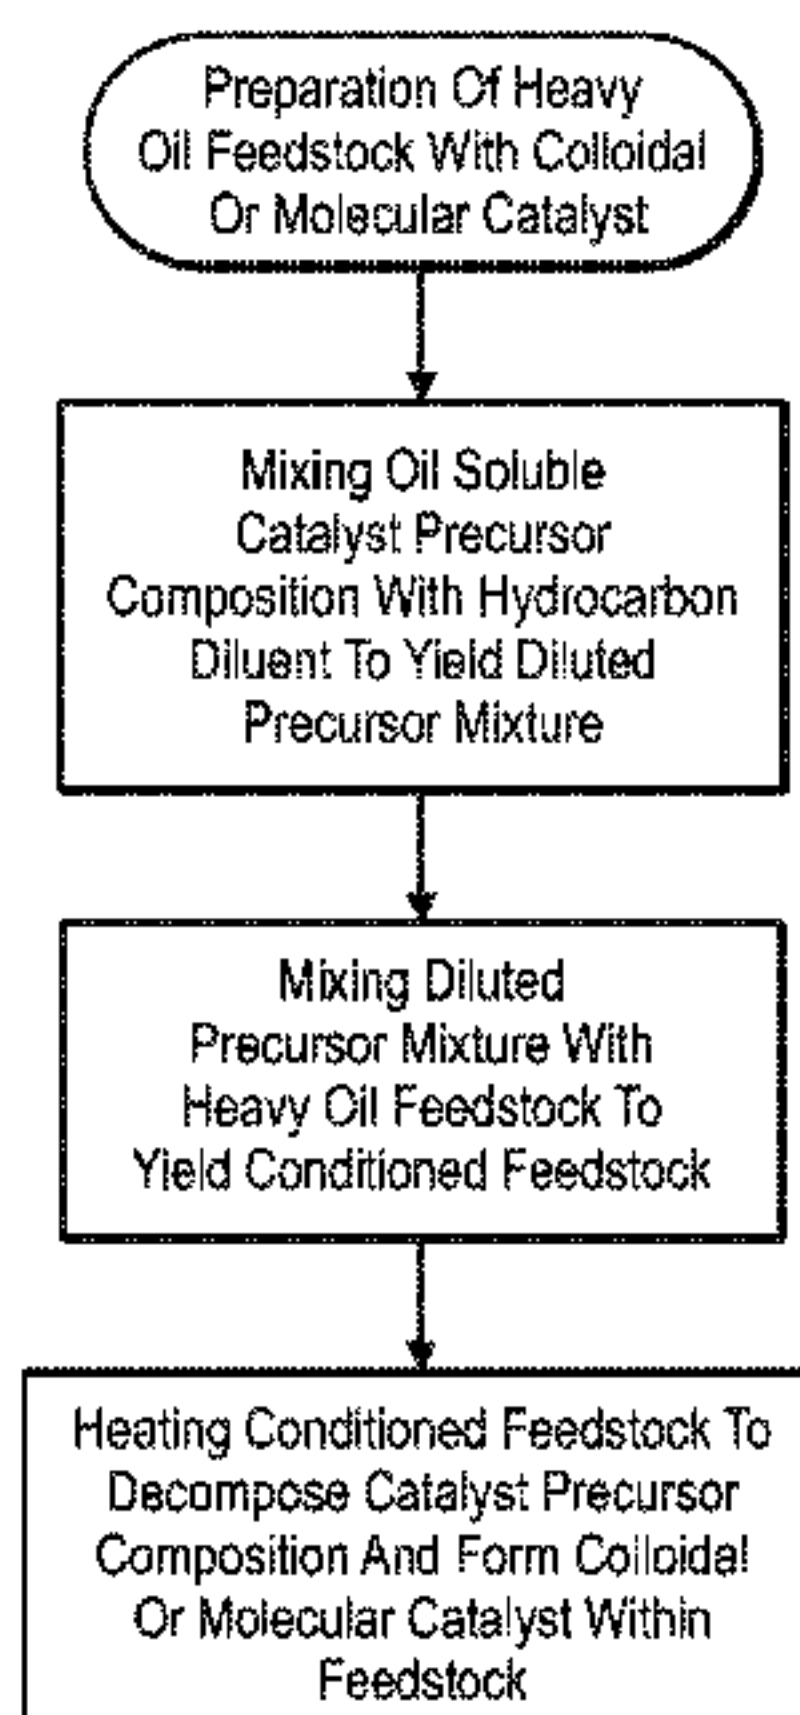 Preparation Of Heavy
Oil Feedstock With Colloidal
Or Molecular Catalyst
Mixing Oil Soluble
Catalyst Precursor
Composition With Hydrocarbon
Diluent To Yield Diluted
Precursor Mixture
Mixing Diluted
Precursor Mixture With
Heavy Oil Feedstock To
Yield Conditioned Feedstock
Heating Conditioned Feedstock To
Decompose Catalyst Precursor
Composition And Form Colloidal
Or Molecular Catalyst Within
Feedstock